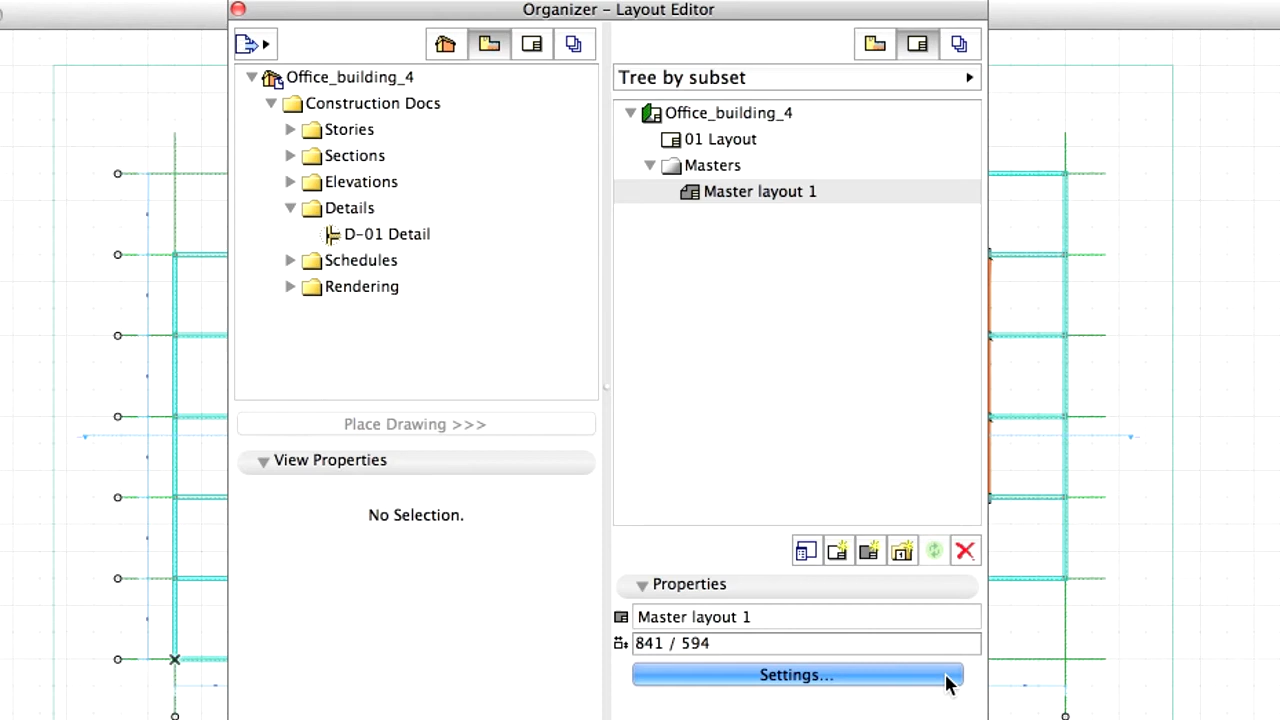 Organizer - Layout Editor
Office_building_4
Construction Docs
Stories
Sections
Elevations
Details
D-01 Detail
Schedules
Rendering
Place Drawing >>>
View Properties
No Selection.
Tree by subset
Office_building_4
01 Layout
Masters
Master layout 1
Properties
Master layout 1
841 / 594
Settings...